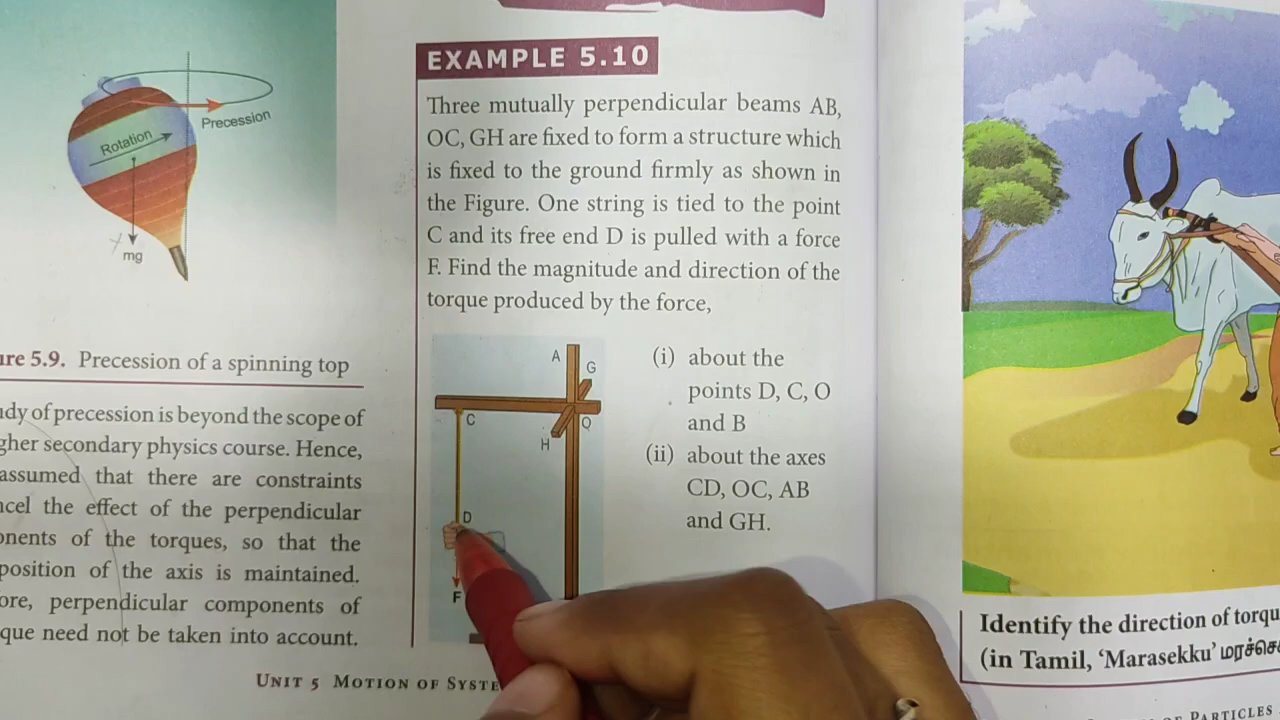 Rotation
Precession
mg
ure 5.9. Precession of a spinning top
udy of precession is beyond the scope of
gher secondary physics course. Hence,
assumed that there are constraints
ncel the effect of the perpendicular
onents of the torques, so that the
position of the axis is maintained.
ore, perpendicular components of
que need not be taken into account.
UNIT 5 MOTION OF SYSTE
EXAMPLE 5.10
Three mutually perpendicular beams AB,
OC, GH are fixed to form a structure which
is fixed to the ground firmly as shown in
the Figure. One string is tied to the point
C and its free end D is pulled with a force
F. Find the magnitude and direction of the
torque produced by the force,
A
G
C
O
H
D
F
(i) about the
points D, C, O
and B
(ii) about the axes
CD, OC, AB
and GH.
Identify the direction of torqu
(in Tamil, ‘Marasekku’
OF PARTICLES